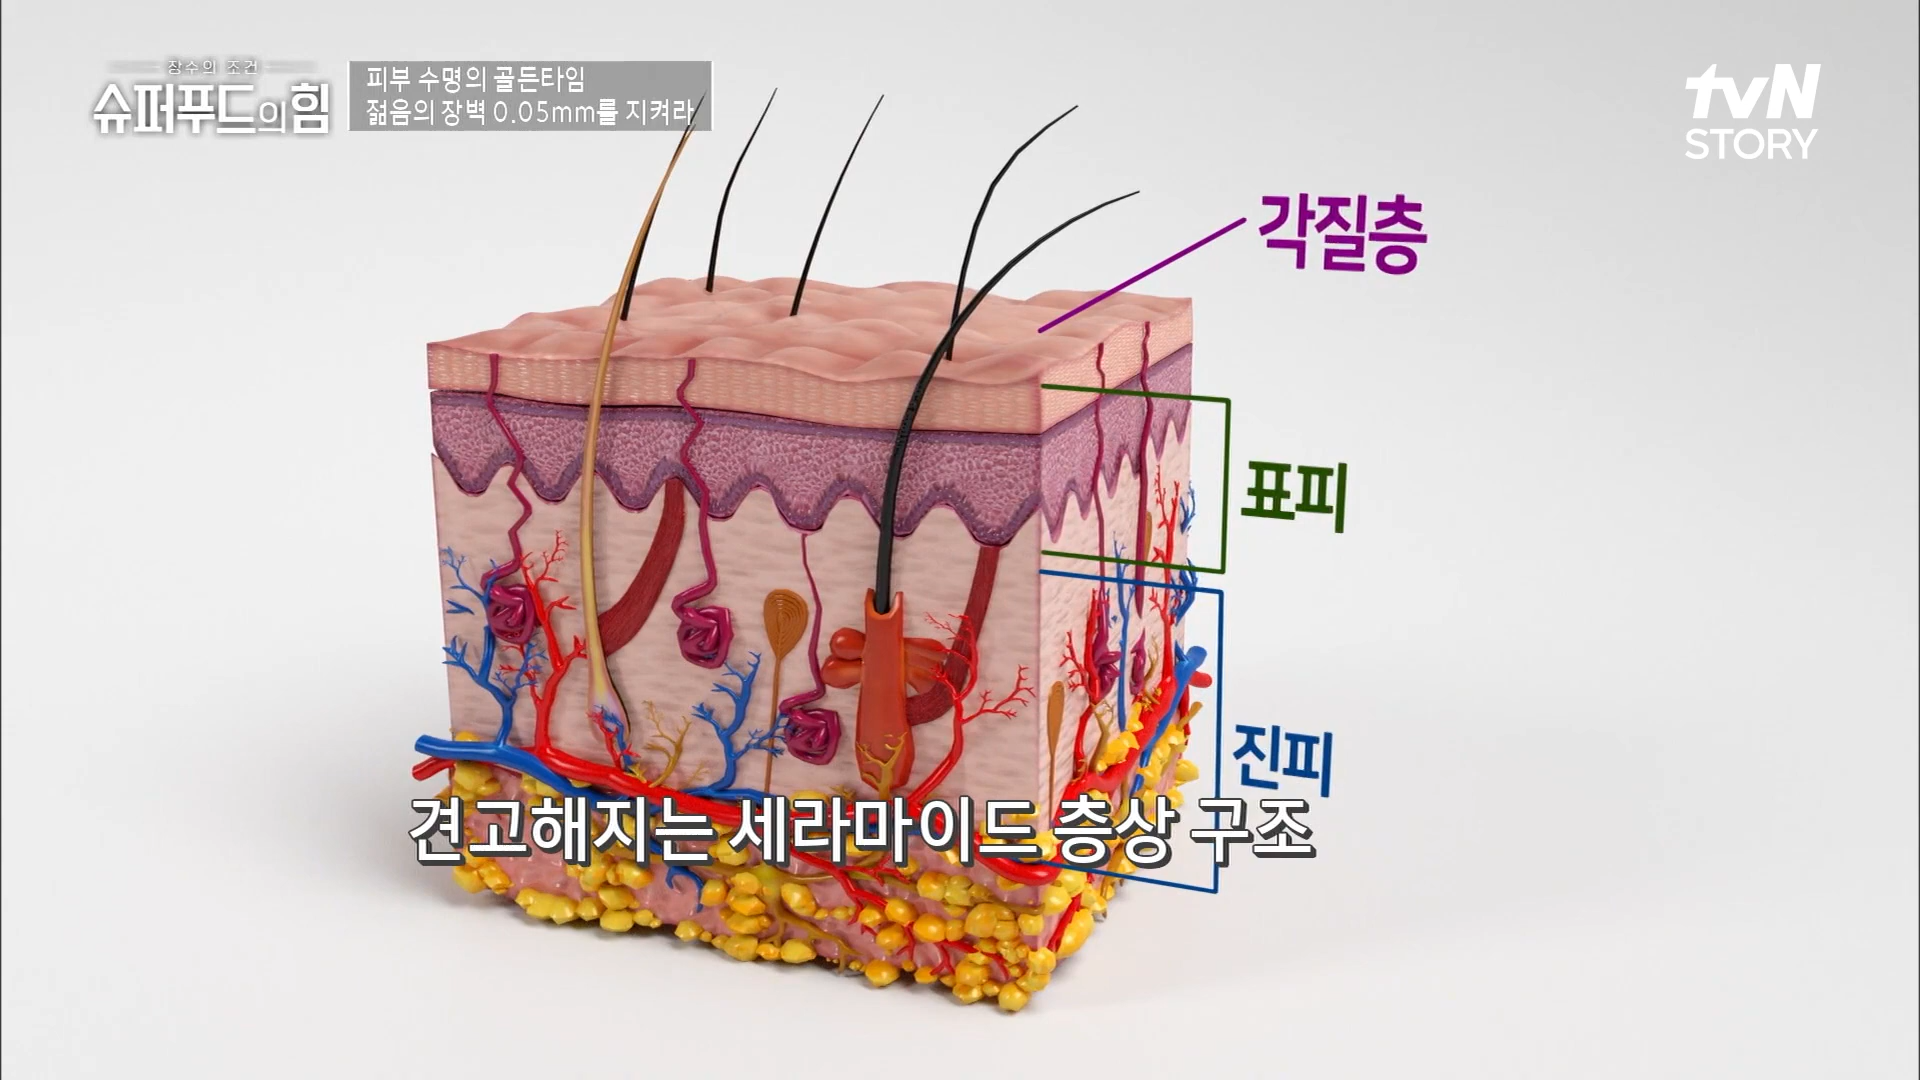 장수의 조건
슈퍼푸드의 힘
피부 수명의 골든타임
젊음의 장벽 0.05mm를 지켜라
tvN
STORY
각질층
표피
진피
견고해지는 세라마이드 층상 구조